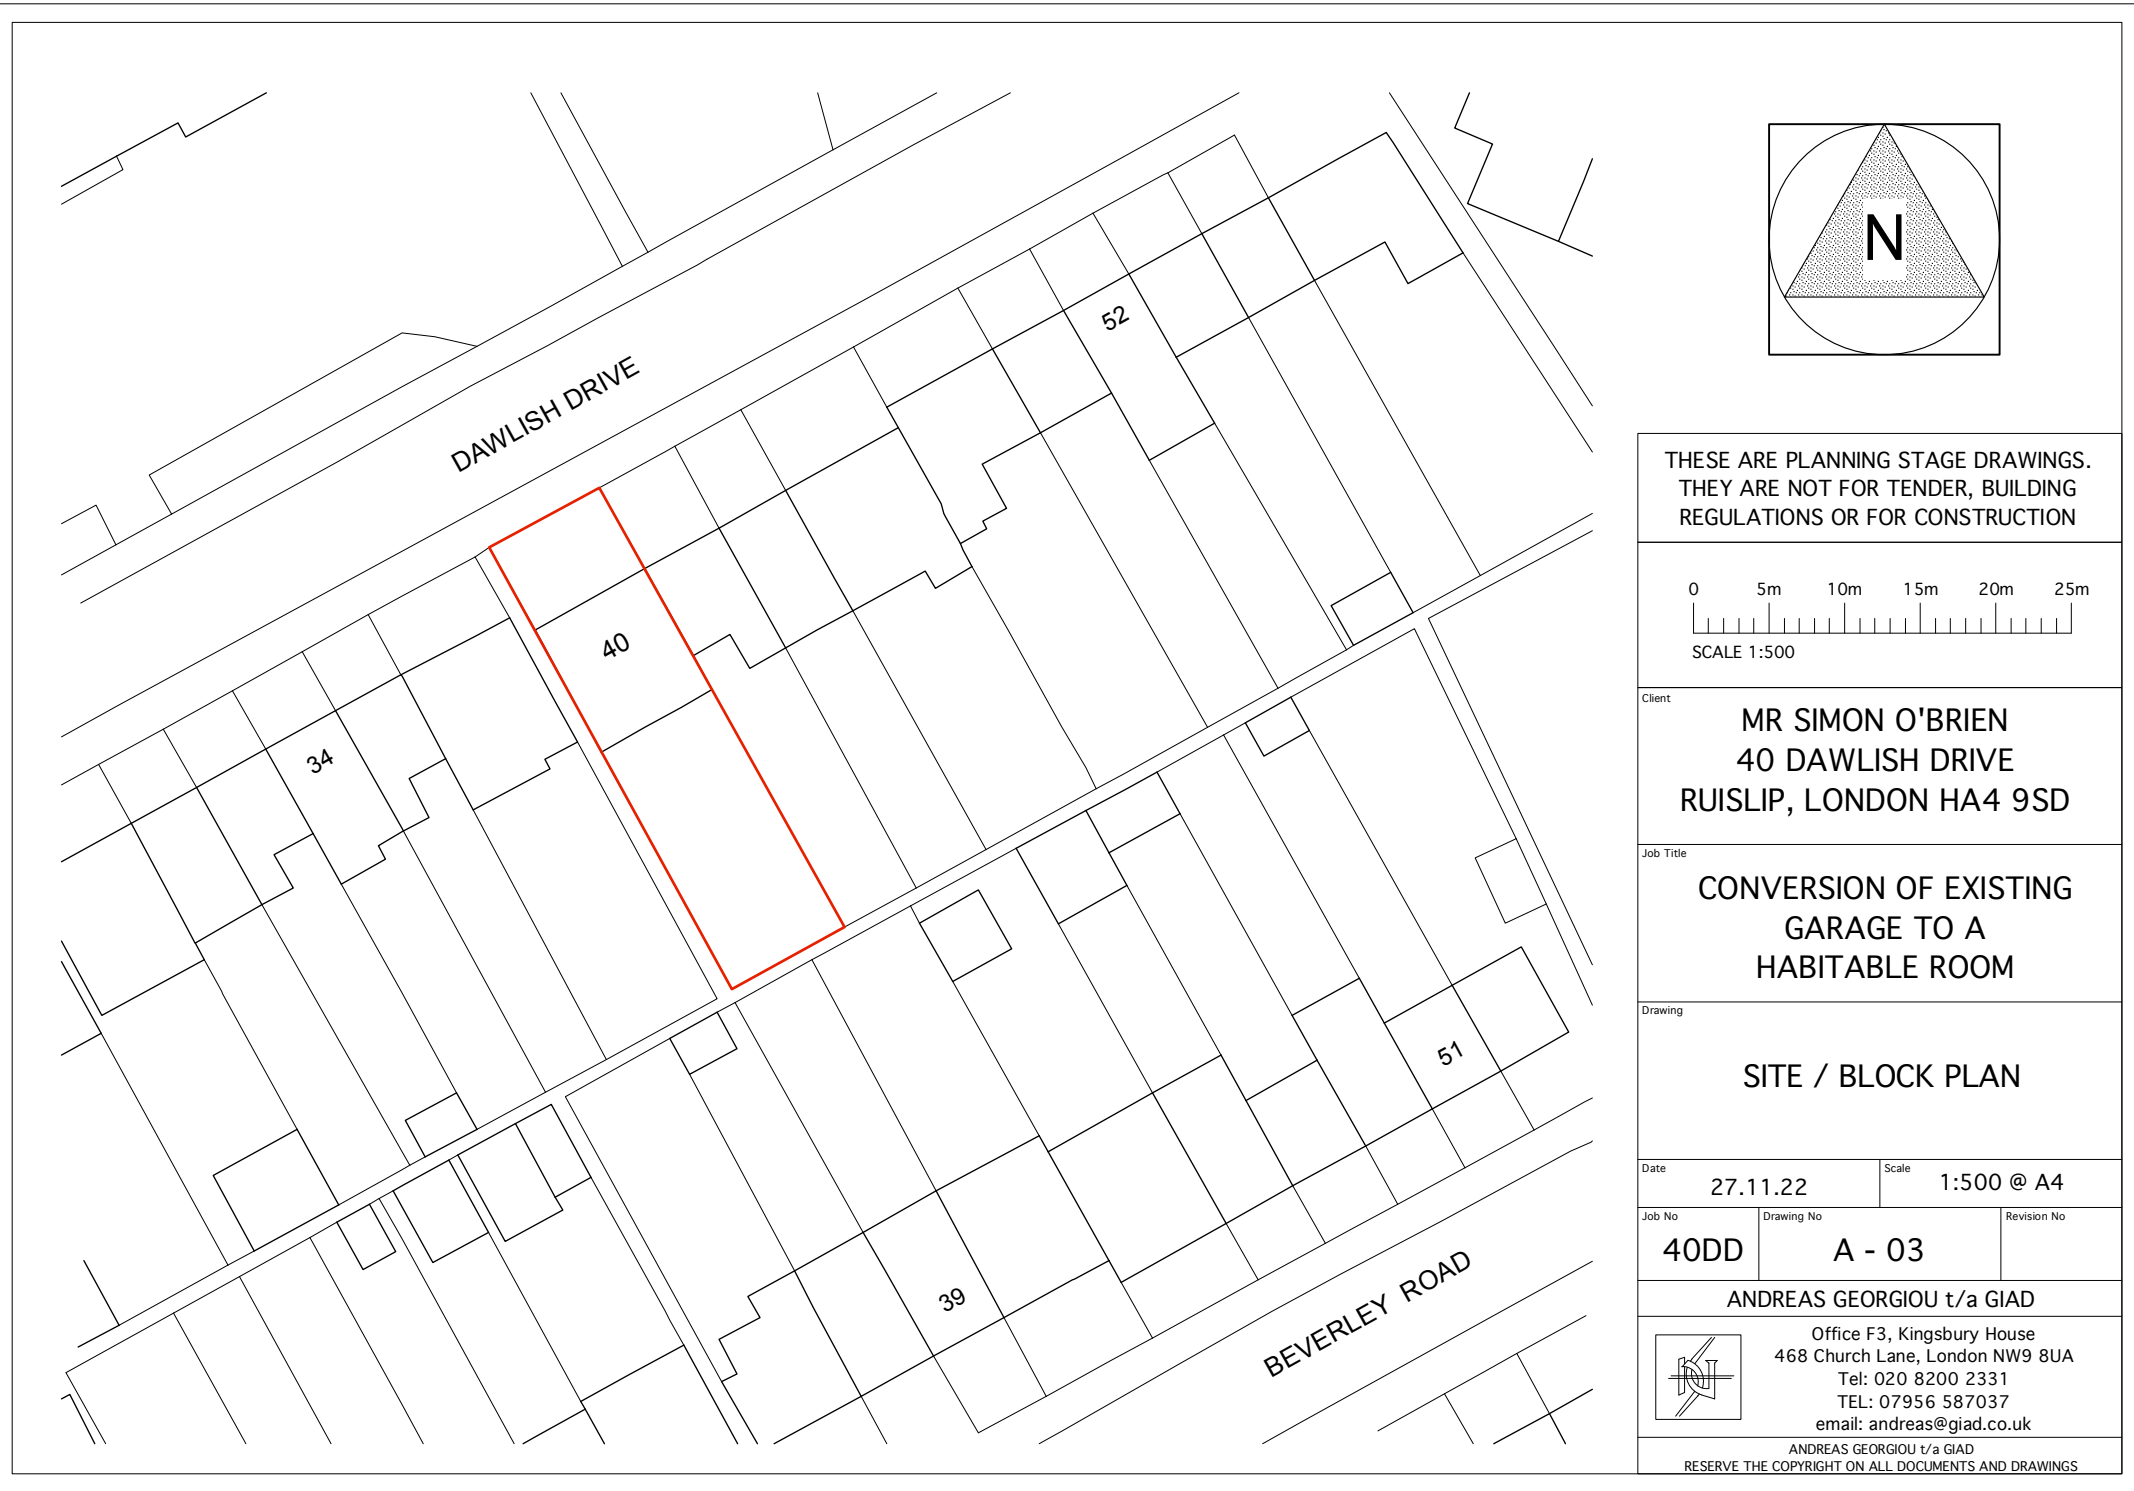 DAWLISH DRIVE
52
40
34
51
39
BEVERLEY ROAD
N
THESE ARE PLANNING STAGE DRAWINGS.
THEY ARE NOT FOR TENDER, BUILDING
REGULATIONS OR FOR CONSTRUCTION
0 5m 10m 15m 20m 25m
SCALE 1:500
Client
MR SIMON O'BRIEN
40 DAWLISH DRIVE
RUISLIP, LONDON HA4 9SD
Job Title
CONVERSION OF EXISTING
GARAGE TO A
HABITABLE ROOM
Drawing
SITE / BLOCK PLAN
Date
27.11.22
Scale
1:500 @ A4
Job No
40DD
Drawing No
A - 03
Revision No
ANDREAS GEORGIOU t/a GIAD
Office F3, Kingsbury House
468 Church Lane, London NW9 8UA
Tel: 020 8200 2331
TEL: 07956 587037
email: andreas@giad.co.uk
ANDREAS GEORGIOU t/a GIAD
RESERVE THE COPYRIGHT ON ALL DOCUMENTS AND DRAWINGS